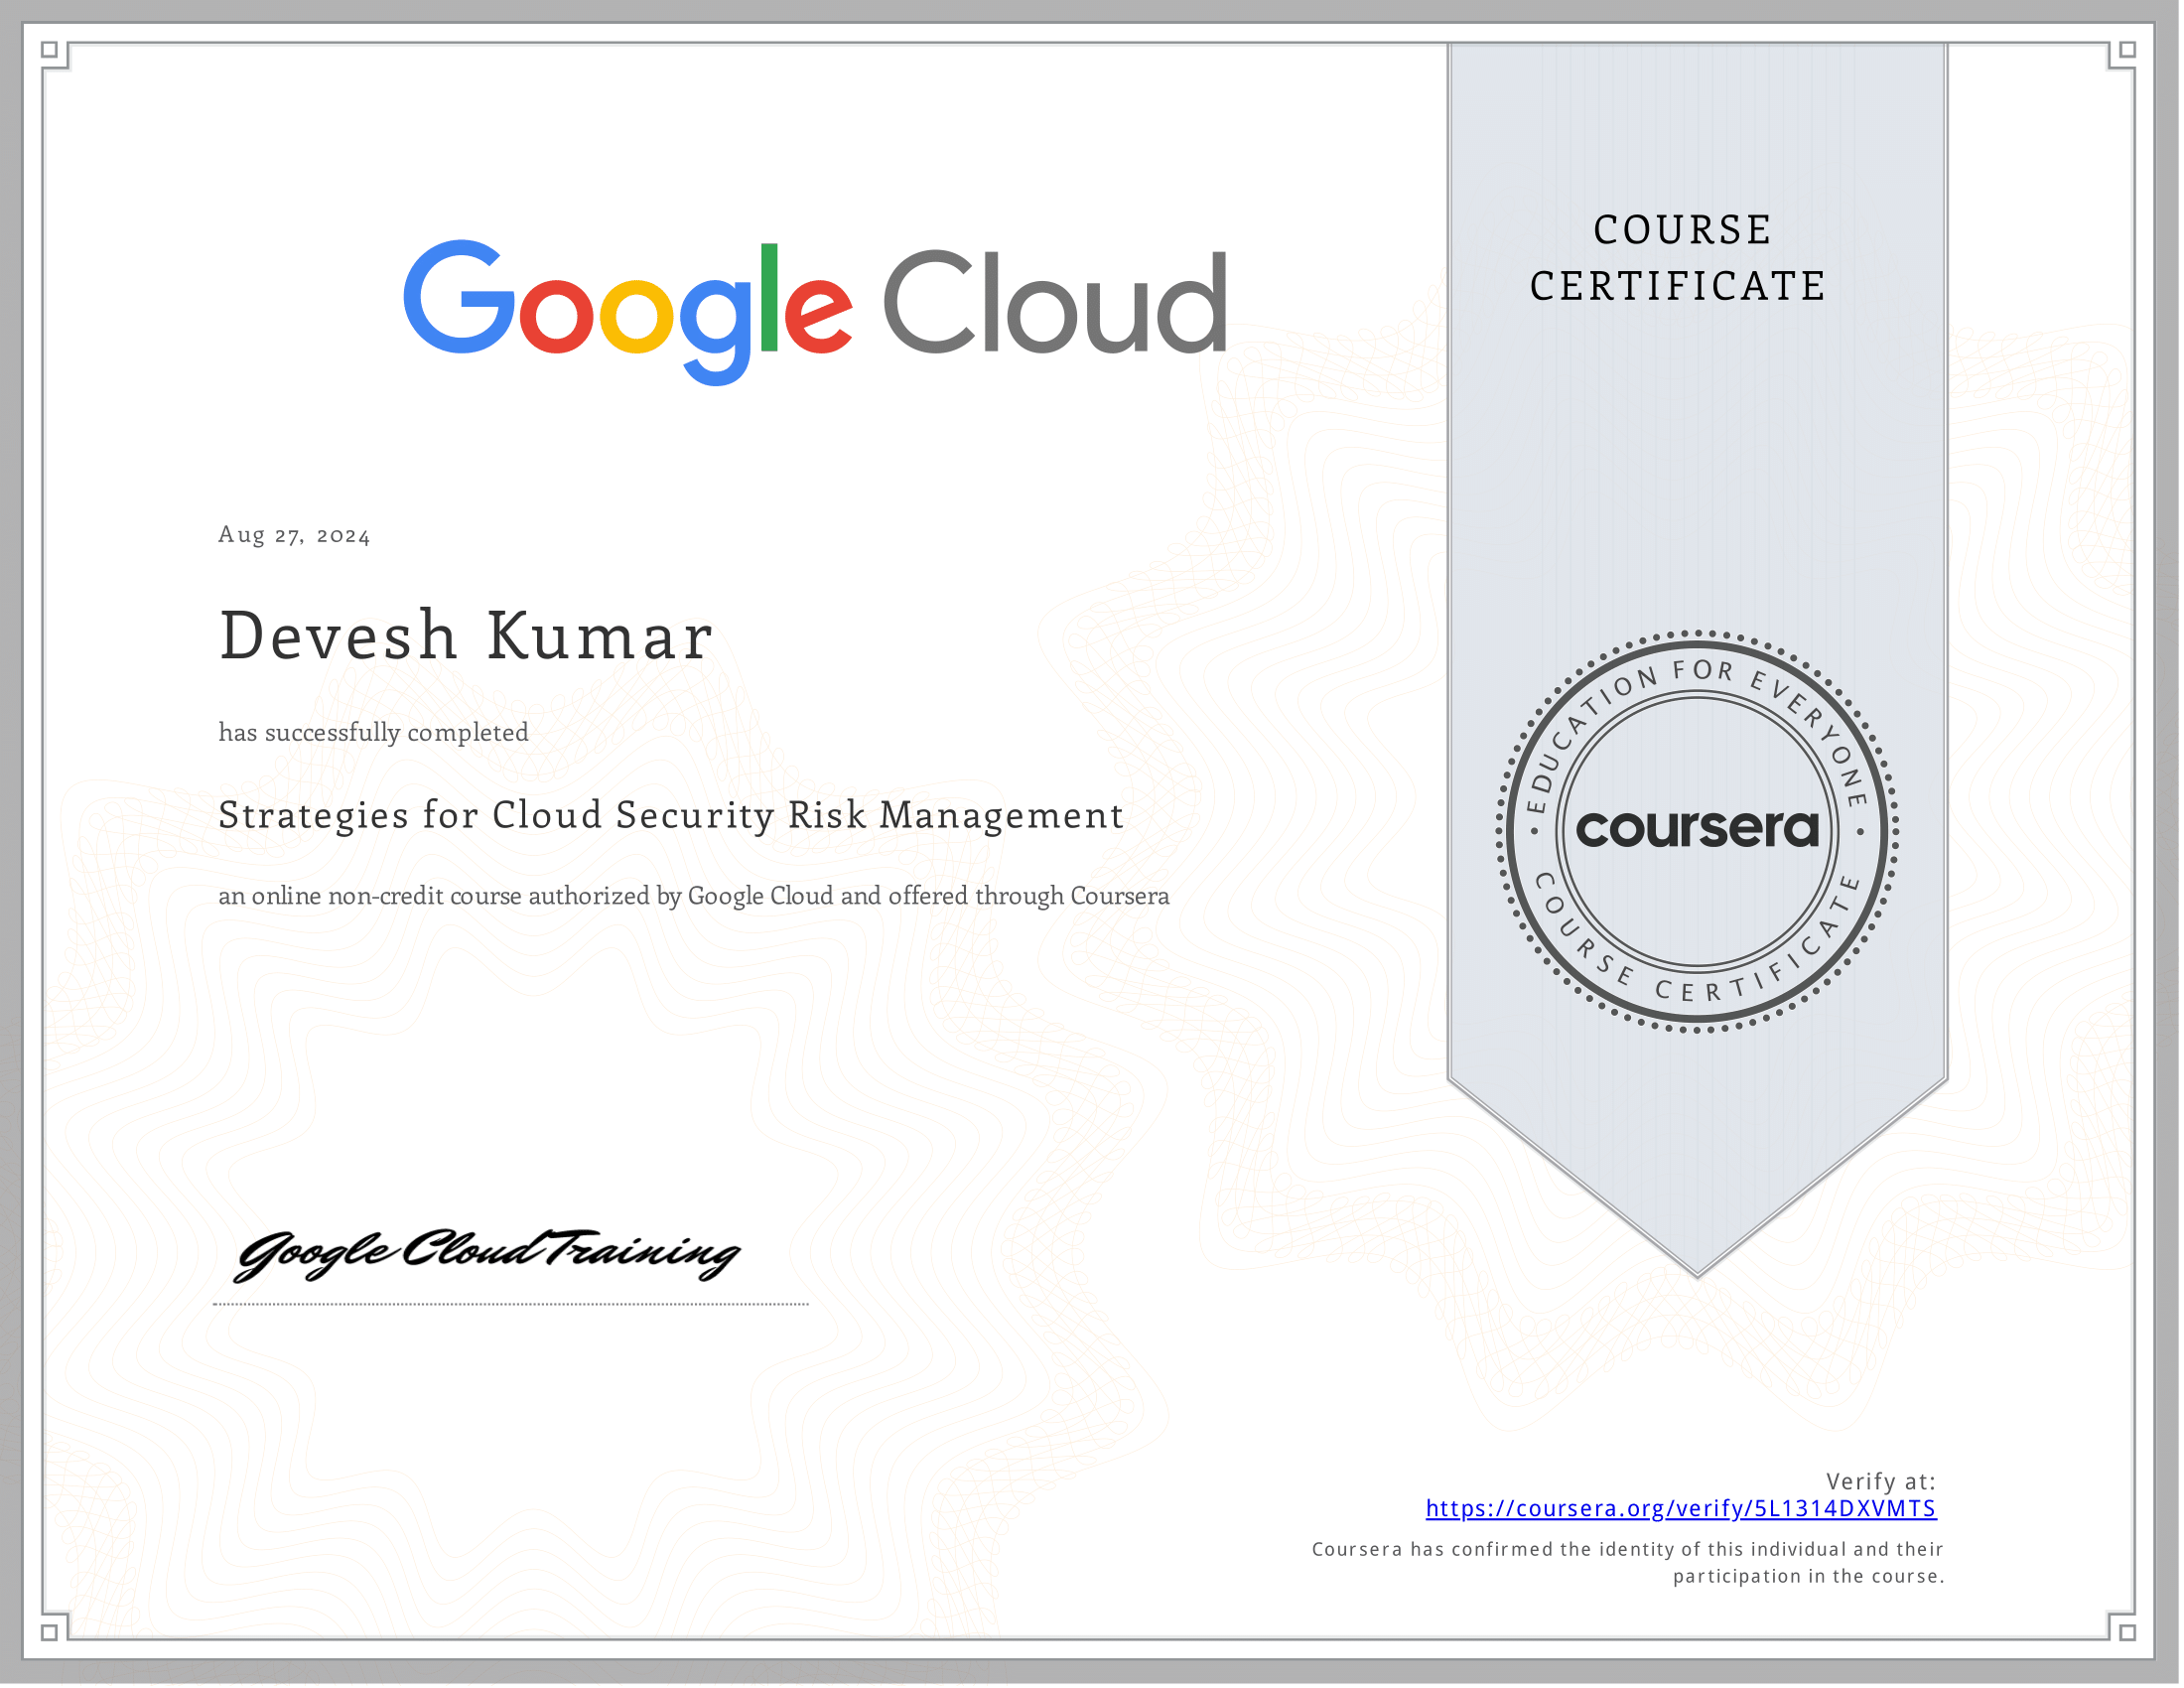 Google Cloud
COURSE
CERTIFICATE
Aug 27, 2024
Devesh Kumar
has successfully completed
Strategies for Cloud Security Risk Management
an online non-credit course authorized by Google Cloud and offered through Coursera
EDUCATION FOR EVERYONE
coursera
COURSE CERTIFICATE
Google Cloud Training
Verify at:
https://coursera.org/verify/5L1314DXVMTS
Coursera has confirmed the identity of this individual and their
participation in the course.